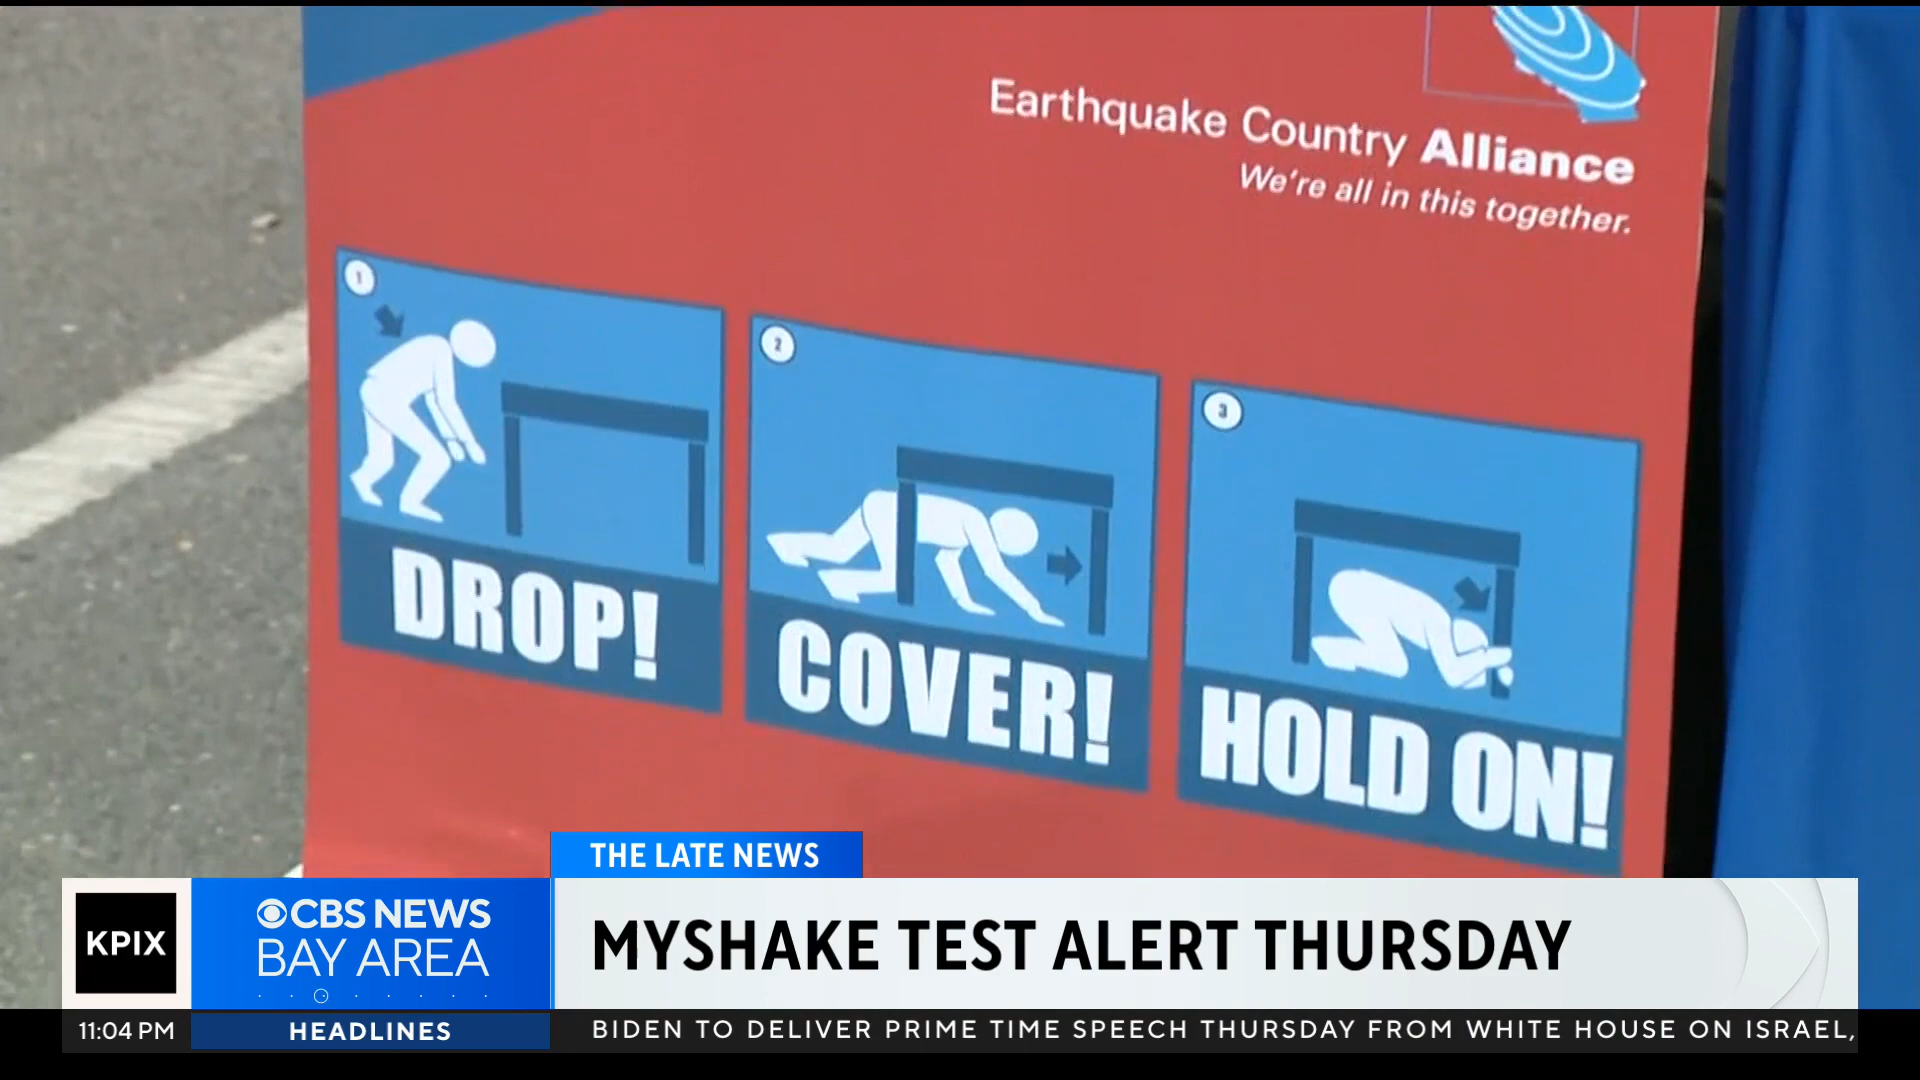 Earthquake Country Alliance
We're all in this together.
1
2
3
DROP!
COVER!
HOLD ON!
THE LATE NEWS
KPIX
CBS NEWS
BAY AREA
MYSHAKE TEST ALERT THURSDAY
11:04 PM
HEADLINES
BIDEN TO DELIVER PRIME TIME SPEECH THURSDAY FROM WHITE HOUSE ON ISRAEL,